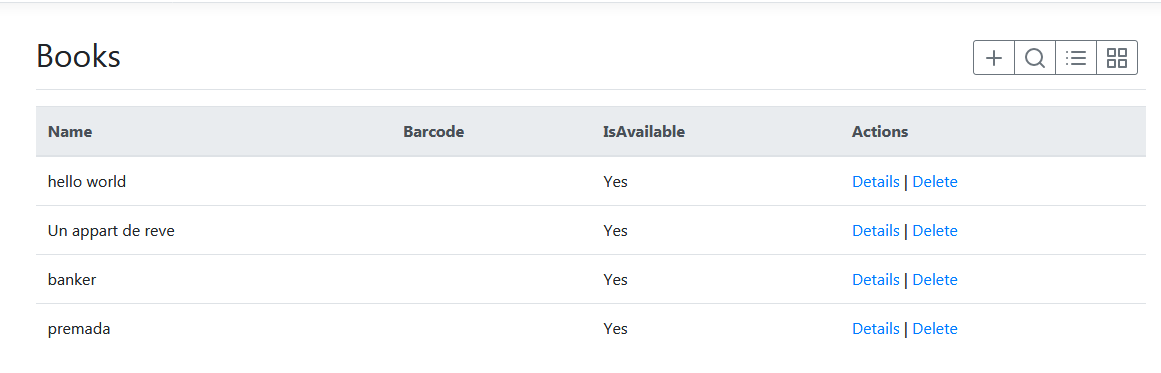 Books
Name Barcode IsAvailable Actions
hello world Yes Details | Delete
Un appart de reve Yes Details | Delete
banker Yes Details | Delete
premada Yes Details | Delete